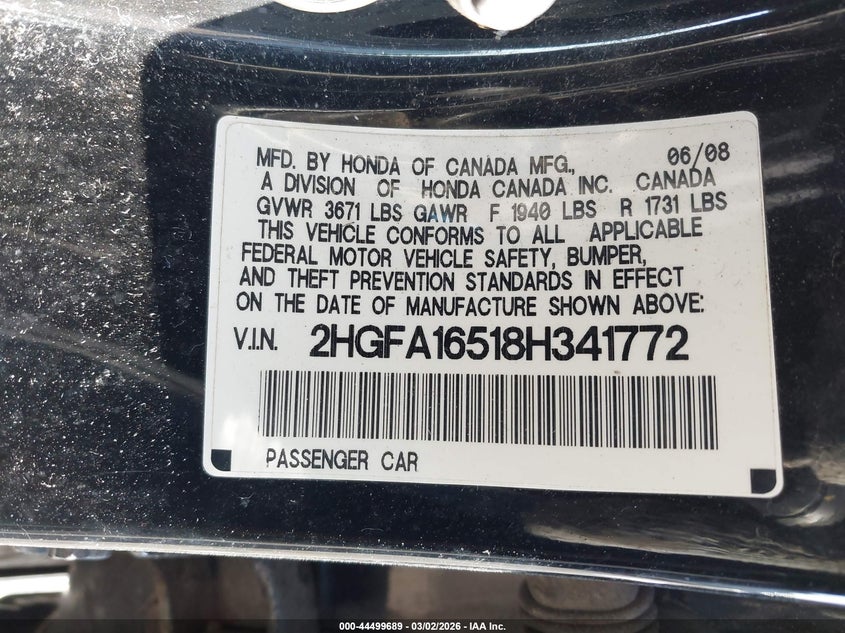 MFD. BY HONDA OF CANADA MFG., 06/08
A DIVISION OF HONDA CANADA INC. CANADA
GVWR 3671 LBS GAWR F 1940 LBS R 1731 LBS
THIS VEHICLE CONFORMS TO ALL APPLICABLE
FEDERAL MOTOR VEHICLE SAFETY, BUMPER,
AND THEFT PREVENTION STANDARDS IN EFFECT
ON THE DATE OF MANUFACTURE SHOWN ABOVE:
V.I.N. 2HGFA16518H341772
PASSENGER CAR
000-44499689 - 03/02/2026 - IAA Inc.